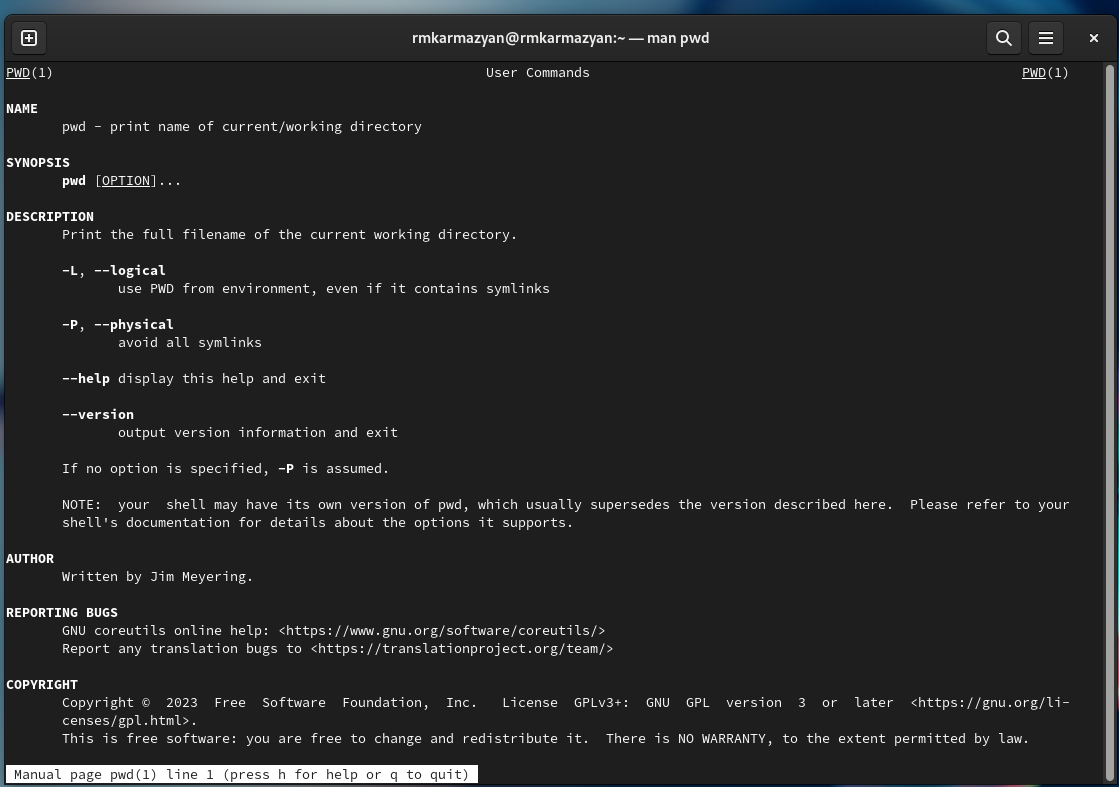 rmkarmazyan@rmkarmazyan:~ — man pwd
PWD(1) User Commands PWD(1)
NAME
pwd - print name of current/working directory
SYNOPSIS
pwd [OPTION]...
DESCRIPTION
Print the full filename of the current working directory.
-L, --logical
use PWD from environment, even if it contains symlinks
-P, --physical
avoid all symlinks
--help display this help and exit
--version
output version information and exit
If no option is specified, -P is assumed.
NOTE:  your  shell may have its own version of pwd, which usually supersedes the version described here.  Please refer to your
shell's documentation for details about the options it supports.
AUTHOR
Written by Jim Meyering.
REPORTING BUGS
GNU coreutils online help: <https://www.gnu.org/software/coreutils/>
Report any translation bugs to <https://translationproject.org/team/>
COPYRIGHT
Copyright ©  2023  Free  Software  Foundation,  Inc.   License  GPLv3+:  GNU  GPL  version  3  or  later  <https://gnu.org/li-
censes/gpl.html>.
This is free software: you are free to change and redistribute it.  There is NO WARRANTY, to the extent permitted by law.
Manual page pwd(1) line 1 (press h for help or q to quit)